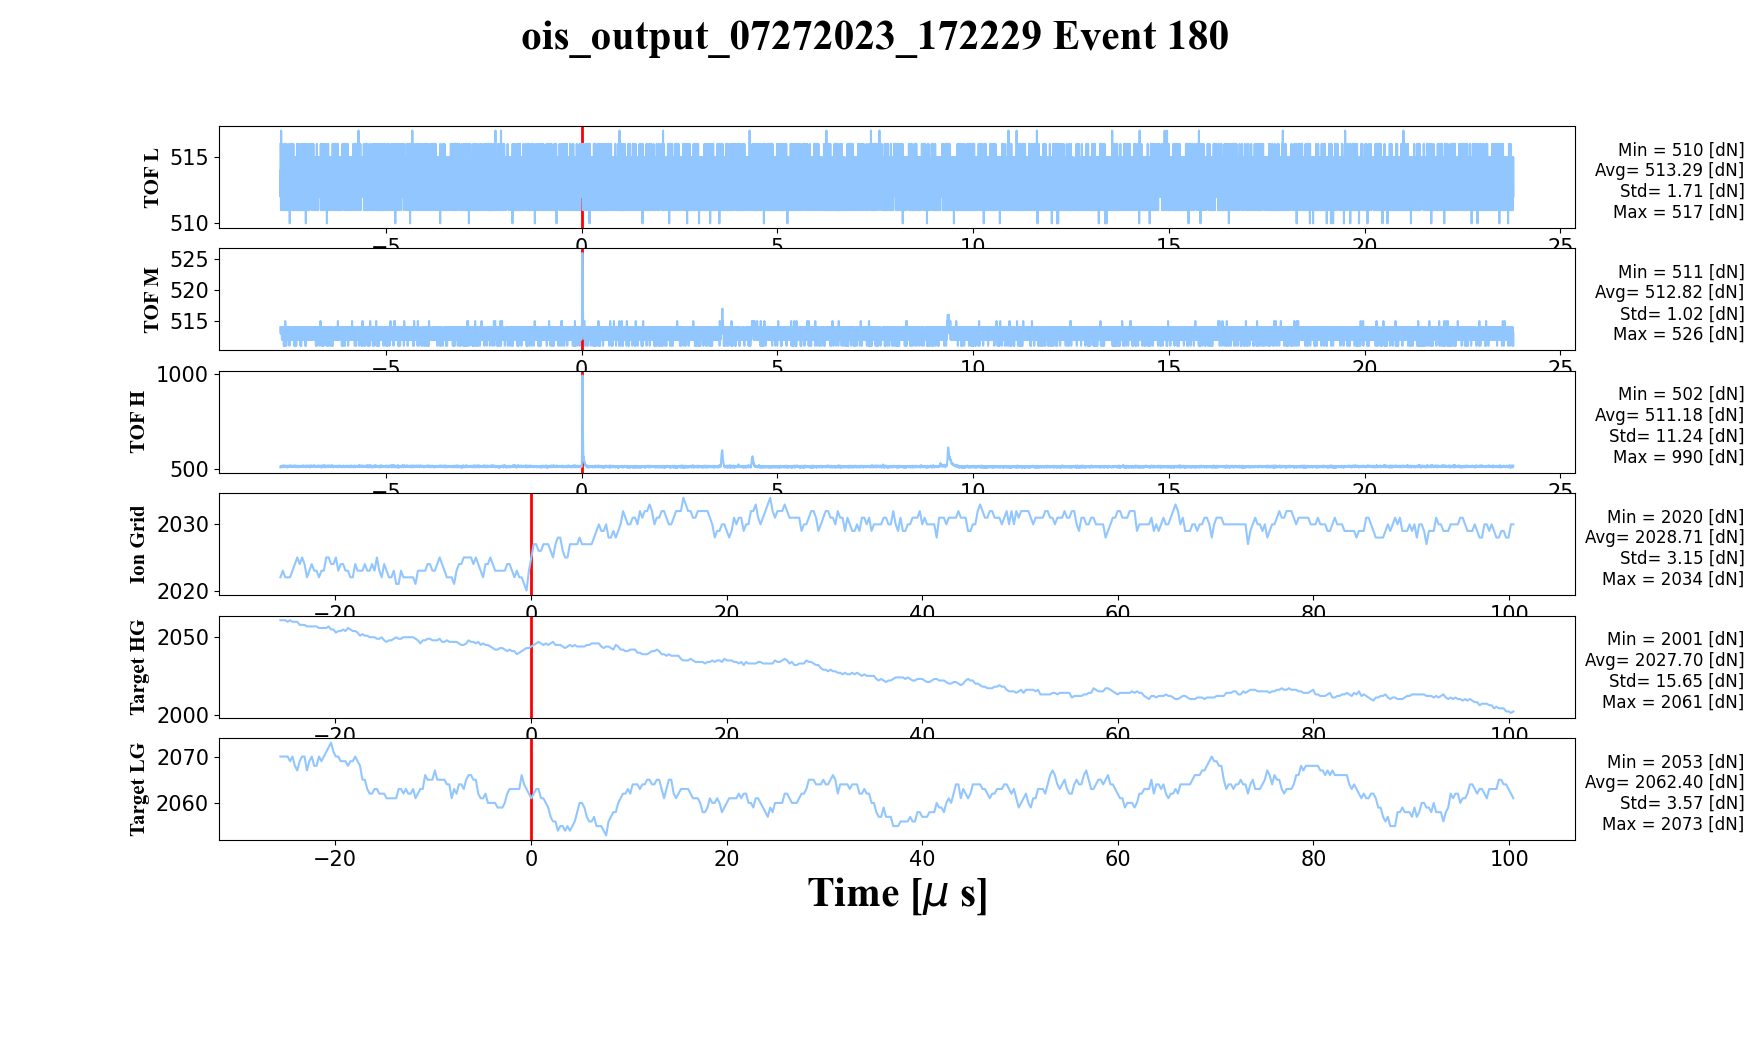 ois_output_07272023_172229 Event 180
TOF L
515
510
−5
0
5
10
15
20
25
Min = 510 [dN]
Avg= 513.29 [dN]
Std= 1.71 [dN]
Max = 517 [dN]
TOF M
525
520
515
−5
0
5
10
15
20
25
Min = 511 [dN]
Avg= 512.82 [dN]
Std= 1.02 [dN]
Max = 526 [dN]
TOF H
1000
500
−5
0
5
10
15
20
25
Min = 502 [dN]
Avg= 511.18 [dN]
Std= 11.24 [dN]
Max = 990 [dN]
Ion Grid
2030
2020
−20
0
20
40
60
80
100
Min = 2020 [dN]
Avg= 2028.71 [dN]
Std= 3.15 [dN]
Max = 2034 [dN]
Target HG
2050
2000
−20
0
20
40
60
80
100
Min = 2001 [dN]
Avg= 2027.70 [dN]
Std= 15.65 [dN]
Max = 2061 [dN]
Target LG
2070
2060
−20
0
20
40
60
80
100
Min = 2053 [dN]
Avg= 2062.40 [dN]
Std= 3.57 [dN]
Max = 2073 [dN]
Time [μ s]